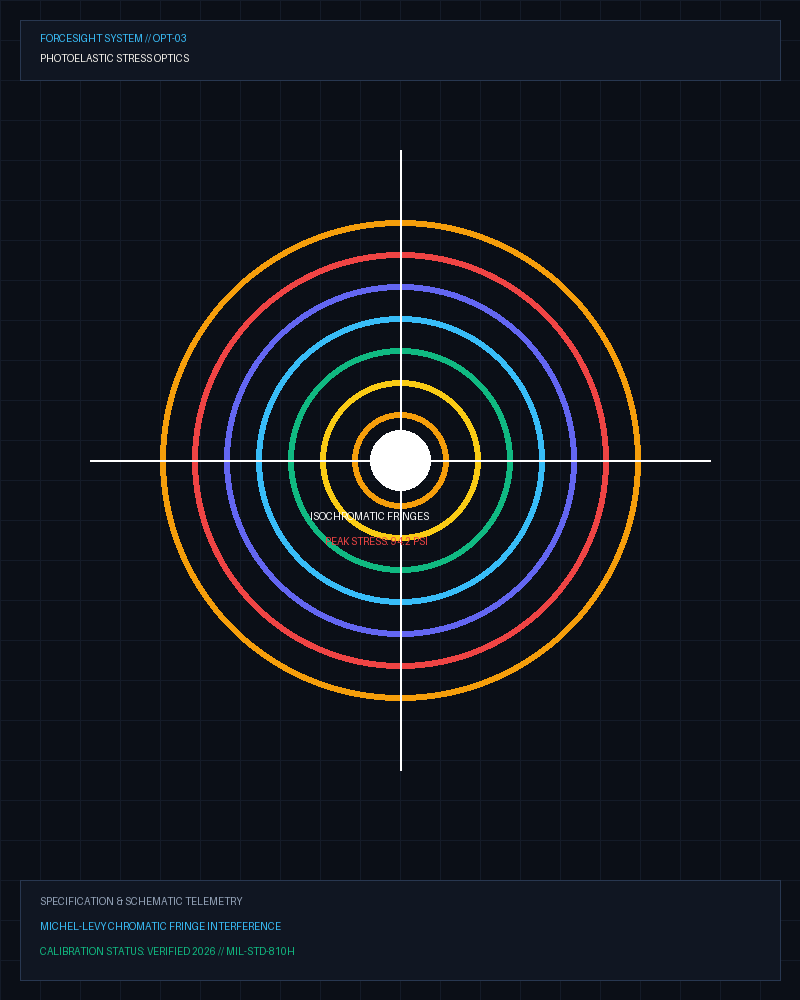 FORCESIGHT SYSTEM // OPT-03
PHOTOELASTIC STRESS OPTICS
ISOCHROMATIC FRINGES
PEAK STRESS: PSI
SPECIFICATION & SCHEMATIC TELEMETRY
MICHEL-LEVY CHROMATIC FRINGE INTERFERENCE
CALIBRATION STATUS: VERIFIED 2026 // MIL-STD-810H